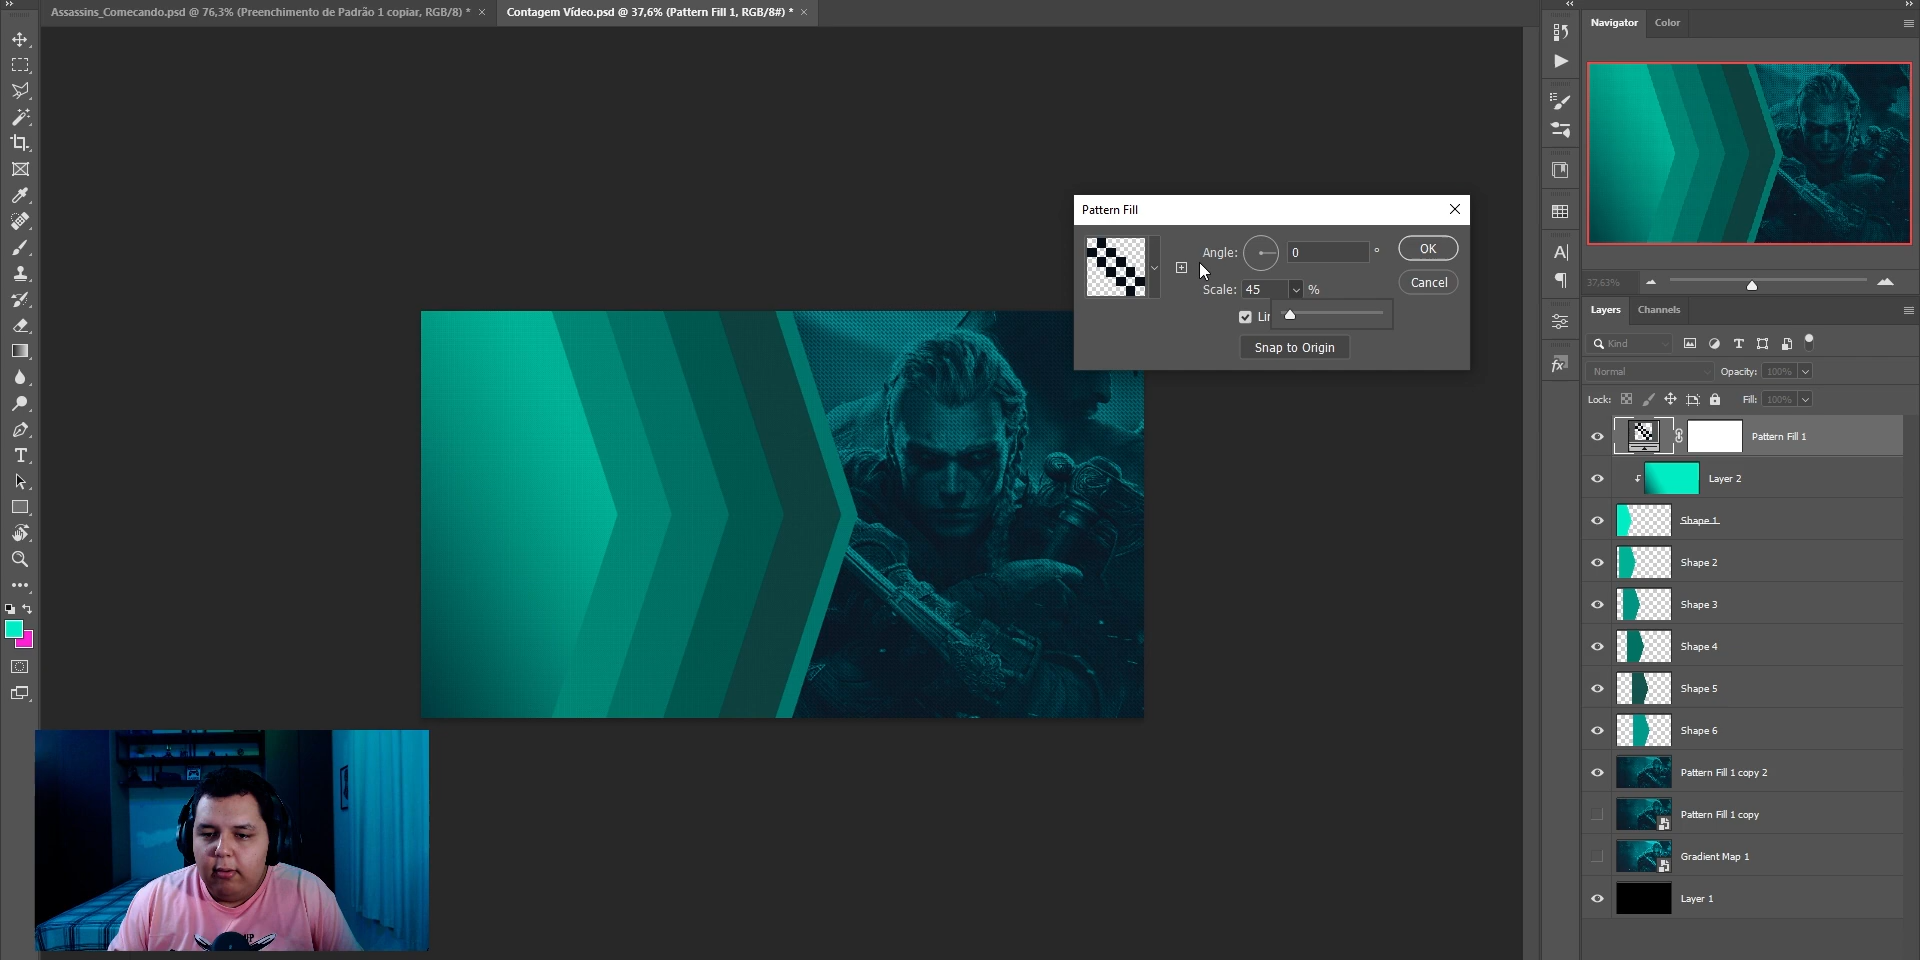 Assassins_Comecando.psd @ 76,3% (Preenchimento de Padrão 1 copiar, RGB/8) * ×
Contagem Vídeo.psd @ 37,6% (Pattern Fill 1, RGB/8#) * ×
Navigator
Color
37,63%
Pattern Fill
Angle: 0 °
OK
Scale: 45 %
Cancel
Snap to Origin
Layers
Channels
Kind
Normal
Opacity: 100%
Lock:
Fill: 100%
Pattern Fill 1
Layer 2
Shape 1
Shape 2
Shape 3
Shape 4
Shape 5
Shape 6
Pattern Fill 1 copy 2
Pattern Fill 1 copy
Gradient Map 1
Layer 1